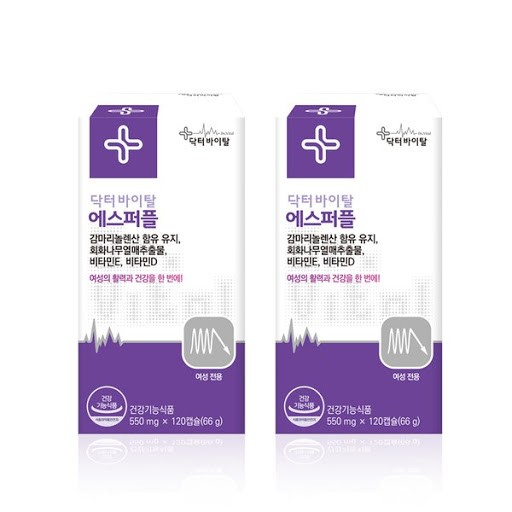 S
닥터 바이탈
닥터 바이탈
에스퍼플
감마리놀렌산 함유 유지,
회화나무열매추출물,
비타민E, 비타민D
여성의 활력과 건강을 한 번에!
Vital
여성 전용
건강
기능식품
건강기능식품
550 mg × 120캡슐(66 g)
S
닥터 바이탈
닥터 바이탈
에스퍼플
감마리놀렌산 함유 유지,
회화나무열매추출물,
비타민E, 비타민D
여성의 활력과 건강을 한 번에!
Vital
여성 전용
건강
기능식품
건강기능식품
550 mg × 120캡슐(66 g)